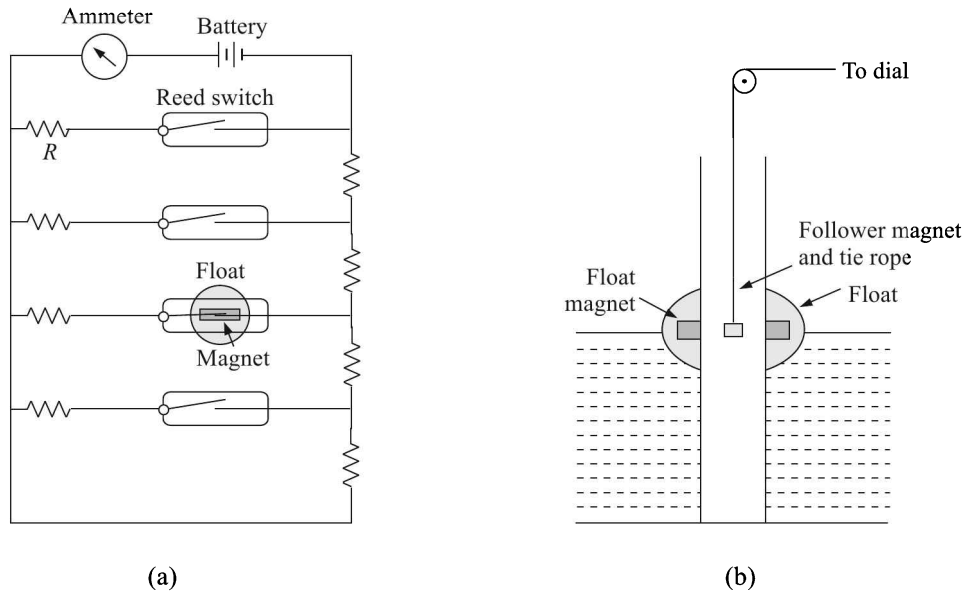 Ammeter
Battery
Reed switch
R
Float
Magnet
(a)
To dial
Follower magnet
and tie rope
Float
magnet
Float
(b)